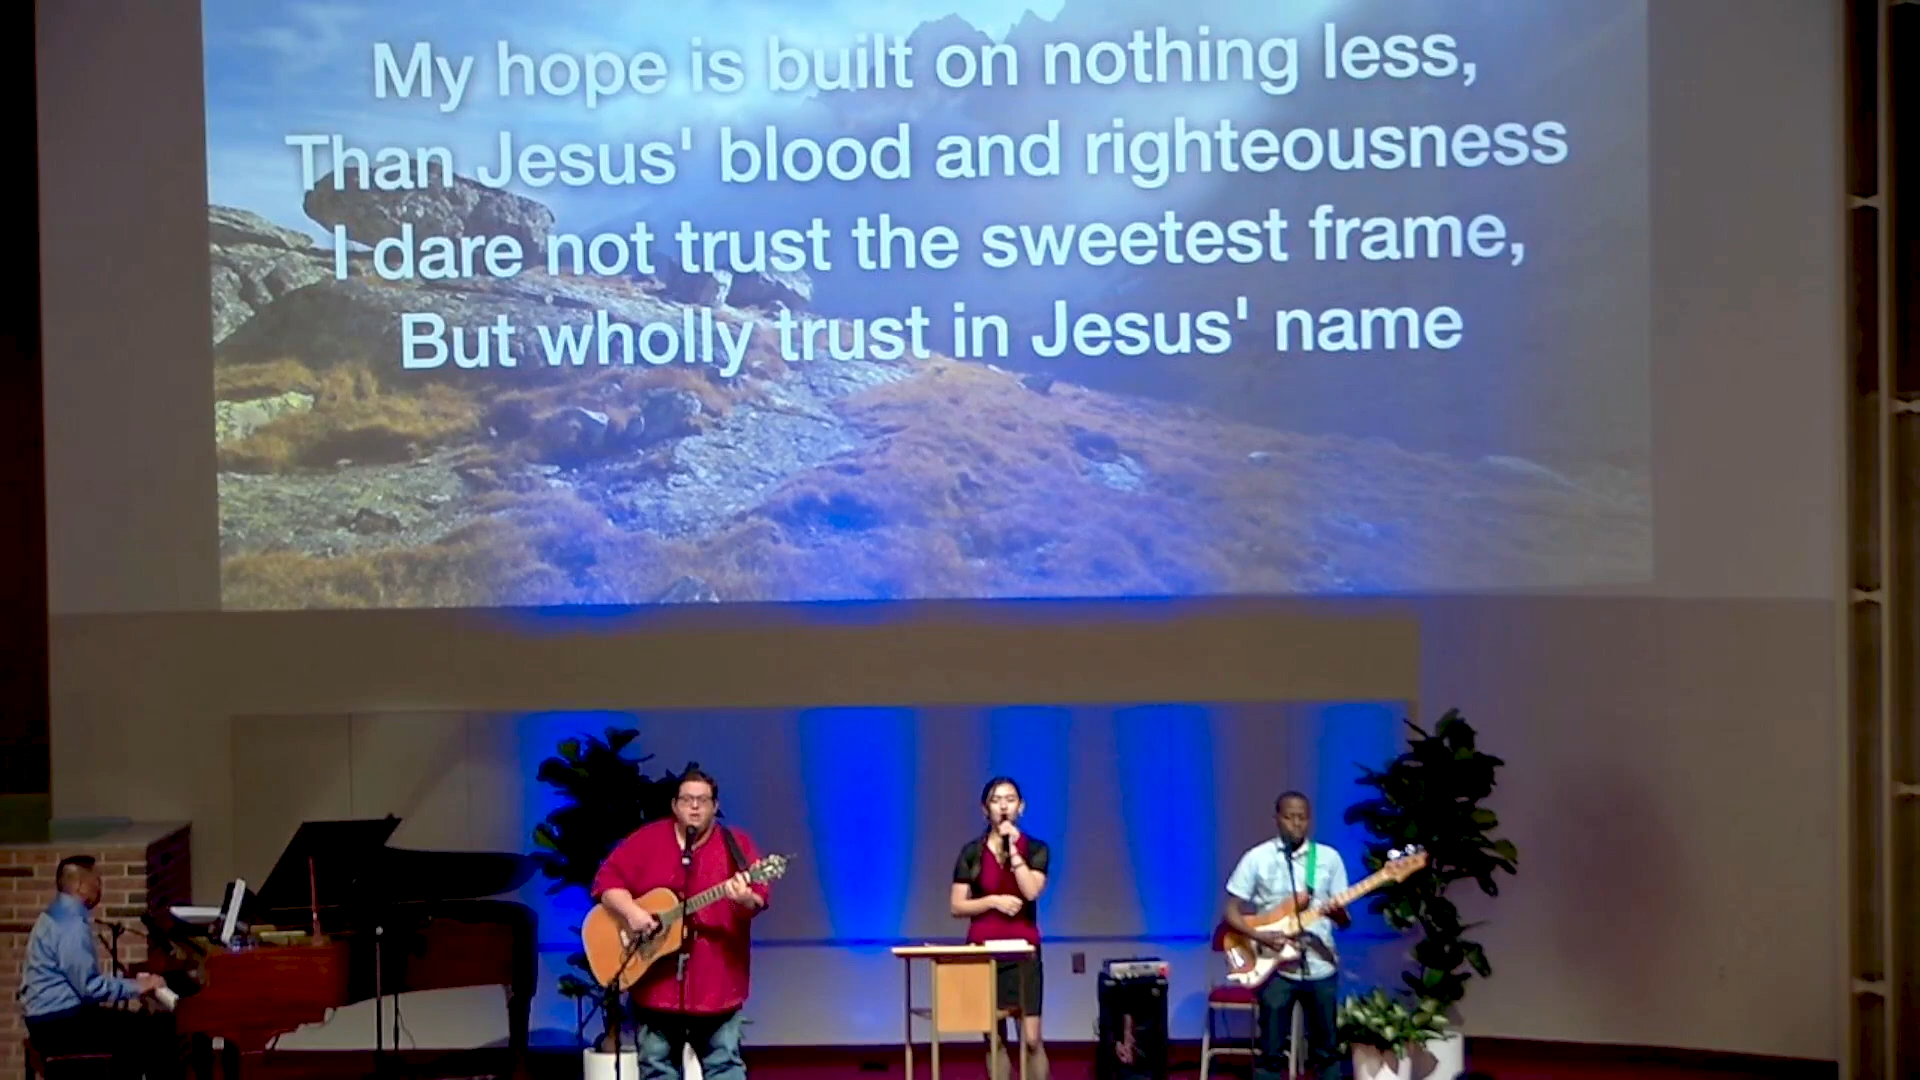 My hope is built on nothing less,
Than Jesus' blood and righteousness
I dare not trust the sweetest frame,
But wholly trust in Jesus' name